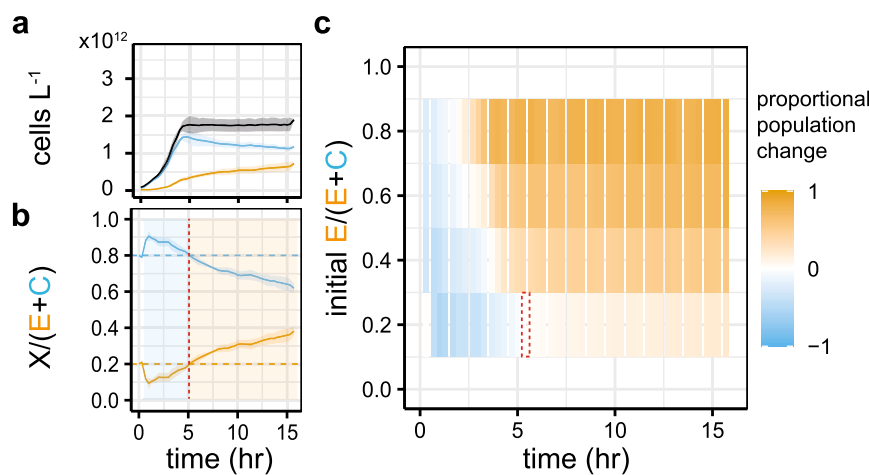 a
x10¹²
3
2
1
0
cells L⁻¹
b
1.0
0.8
0.6
0.4
0.2
0.0
X/(E+C)
0 5 10 15
time (hr)
c
1.0
0.8
0.6
0.4
0.2
0.0
initial E/(E+C)
0 5 10 15
time (hr)
proportional
population
change
1
0
−1